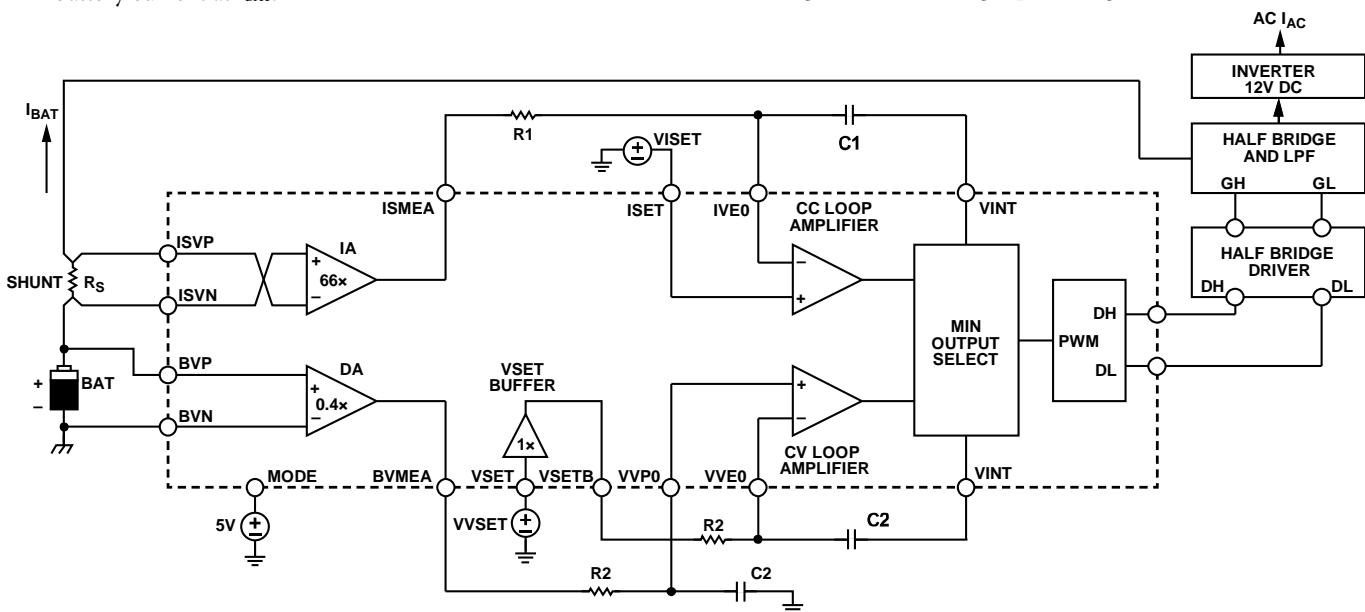 AC IAC
INVERTER
12V DC
HALF BRIDGE
AND LPF
GH
GL
HALF BRIDGE
DRIVER
DH
DL
IBAT
R1
C1
VISET
ISMEA
ISET
IVE0
CC LOOP
AMPLIFIER
VINT
ISVP
IA
+
66×
−
SHUNT
RS
ISVN
−
+
MIN
OUTPUT
SELECT
DH
PWM
DL
BVP
DA
+
0.4×
−
VSET
BUFFER
1×
+
−
BAT
BVN
+
−
CV LOOP
AMPLIFIER
MODE
BVMEA
VSET
VSETB
VVP0
VVE0
VINT
5V
VVSET
R2
C2
R2
C2